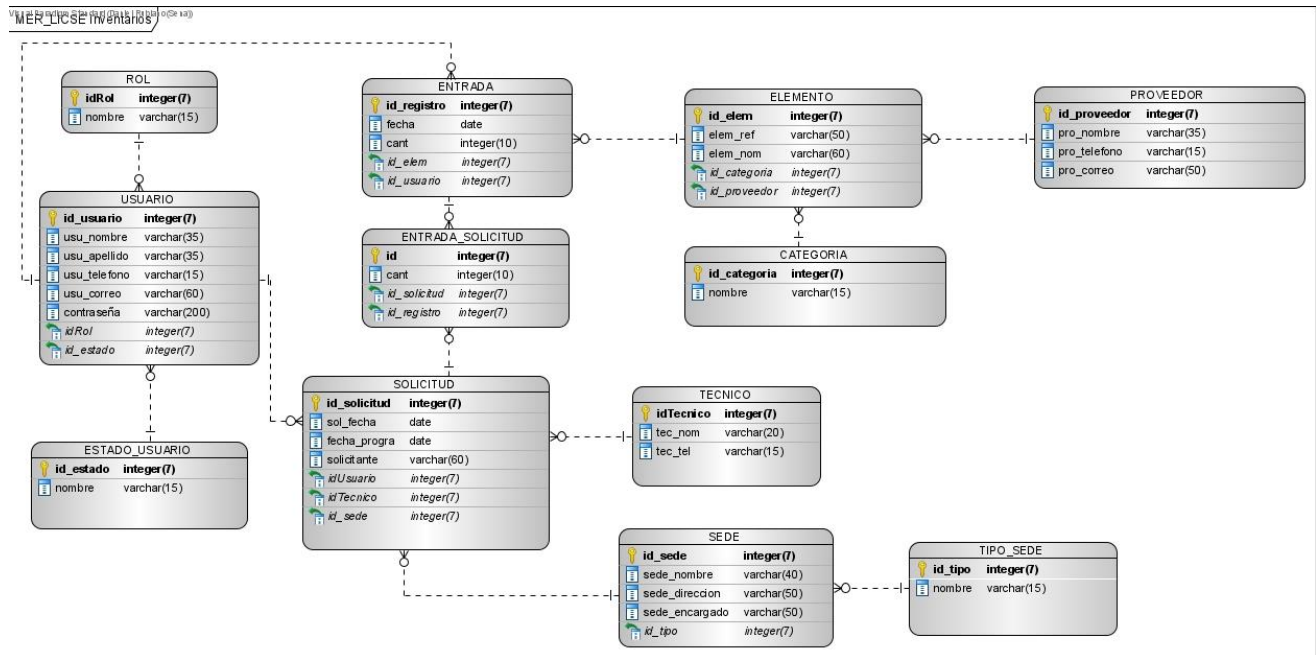 MER_LICSE Inventarios
ROL
idRol integer(7)
nombre varchar(15)
USUARIO
id_usuario integer(7)
usu_nombre varchar(35)
usu_apellido varchar(35)
usu_telefono varchar(15)
usu_correo varchar(60)
contraseña varchar(200)
idRol integer(7)
id_estado integer(7)
ESTADO_USUARIO
id_estado integer(7)
nombre varchar(15)
ENTRADA
id_registro integer(7)
fecha date
cant integer(10)
id_elem integer(7)
id_usuario integer(7)
ENTRADA_SOLICITUD
id integer(7)
cant integer(10)
id_solicitud integer(7)
id_registro integer(7)
SOLICITUD
id_solicitud integer(7)
sol_fecha date
fecha_progra date
solicitante varchar(60)
idUsuario integer(7)
idTecnico integer(7)
id_sede integer(7)
ELEMENTO
id_elem integer(7)
elem_ref varchar(50)
elem_nom varchar(60)
id_categoria integer(7)
id_proveedor integer(7)
CATEGORIA
id_categoria integer(7)
nombre varchar(15)
PROVEEDOR
id_proveedor integer(7)
pro_nombre varchar(35)
pro_telefono varchar(15)
pro_correo varchar(50)
TECNICO
idTecnico integer(7)
tec_nom varchar(20)
tec_tel varchar(15)
SEDE
id_sede integer(7)
sede_nombre varchar(40)
sede_direccion varchar(50)
sede_encargado varchar(50)
id_tipo integer(7)
TIPO_SEDE
id_tipo integer(7)
nombre varchar(15)